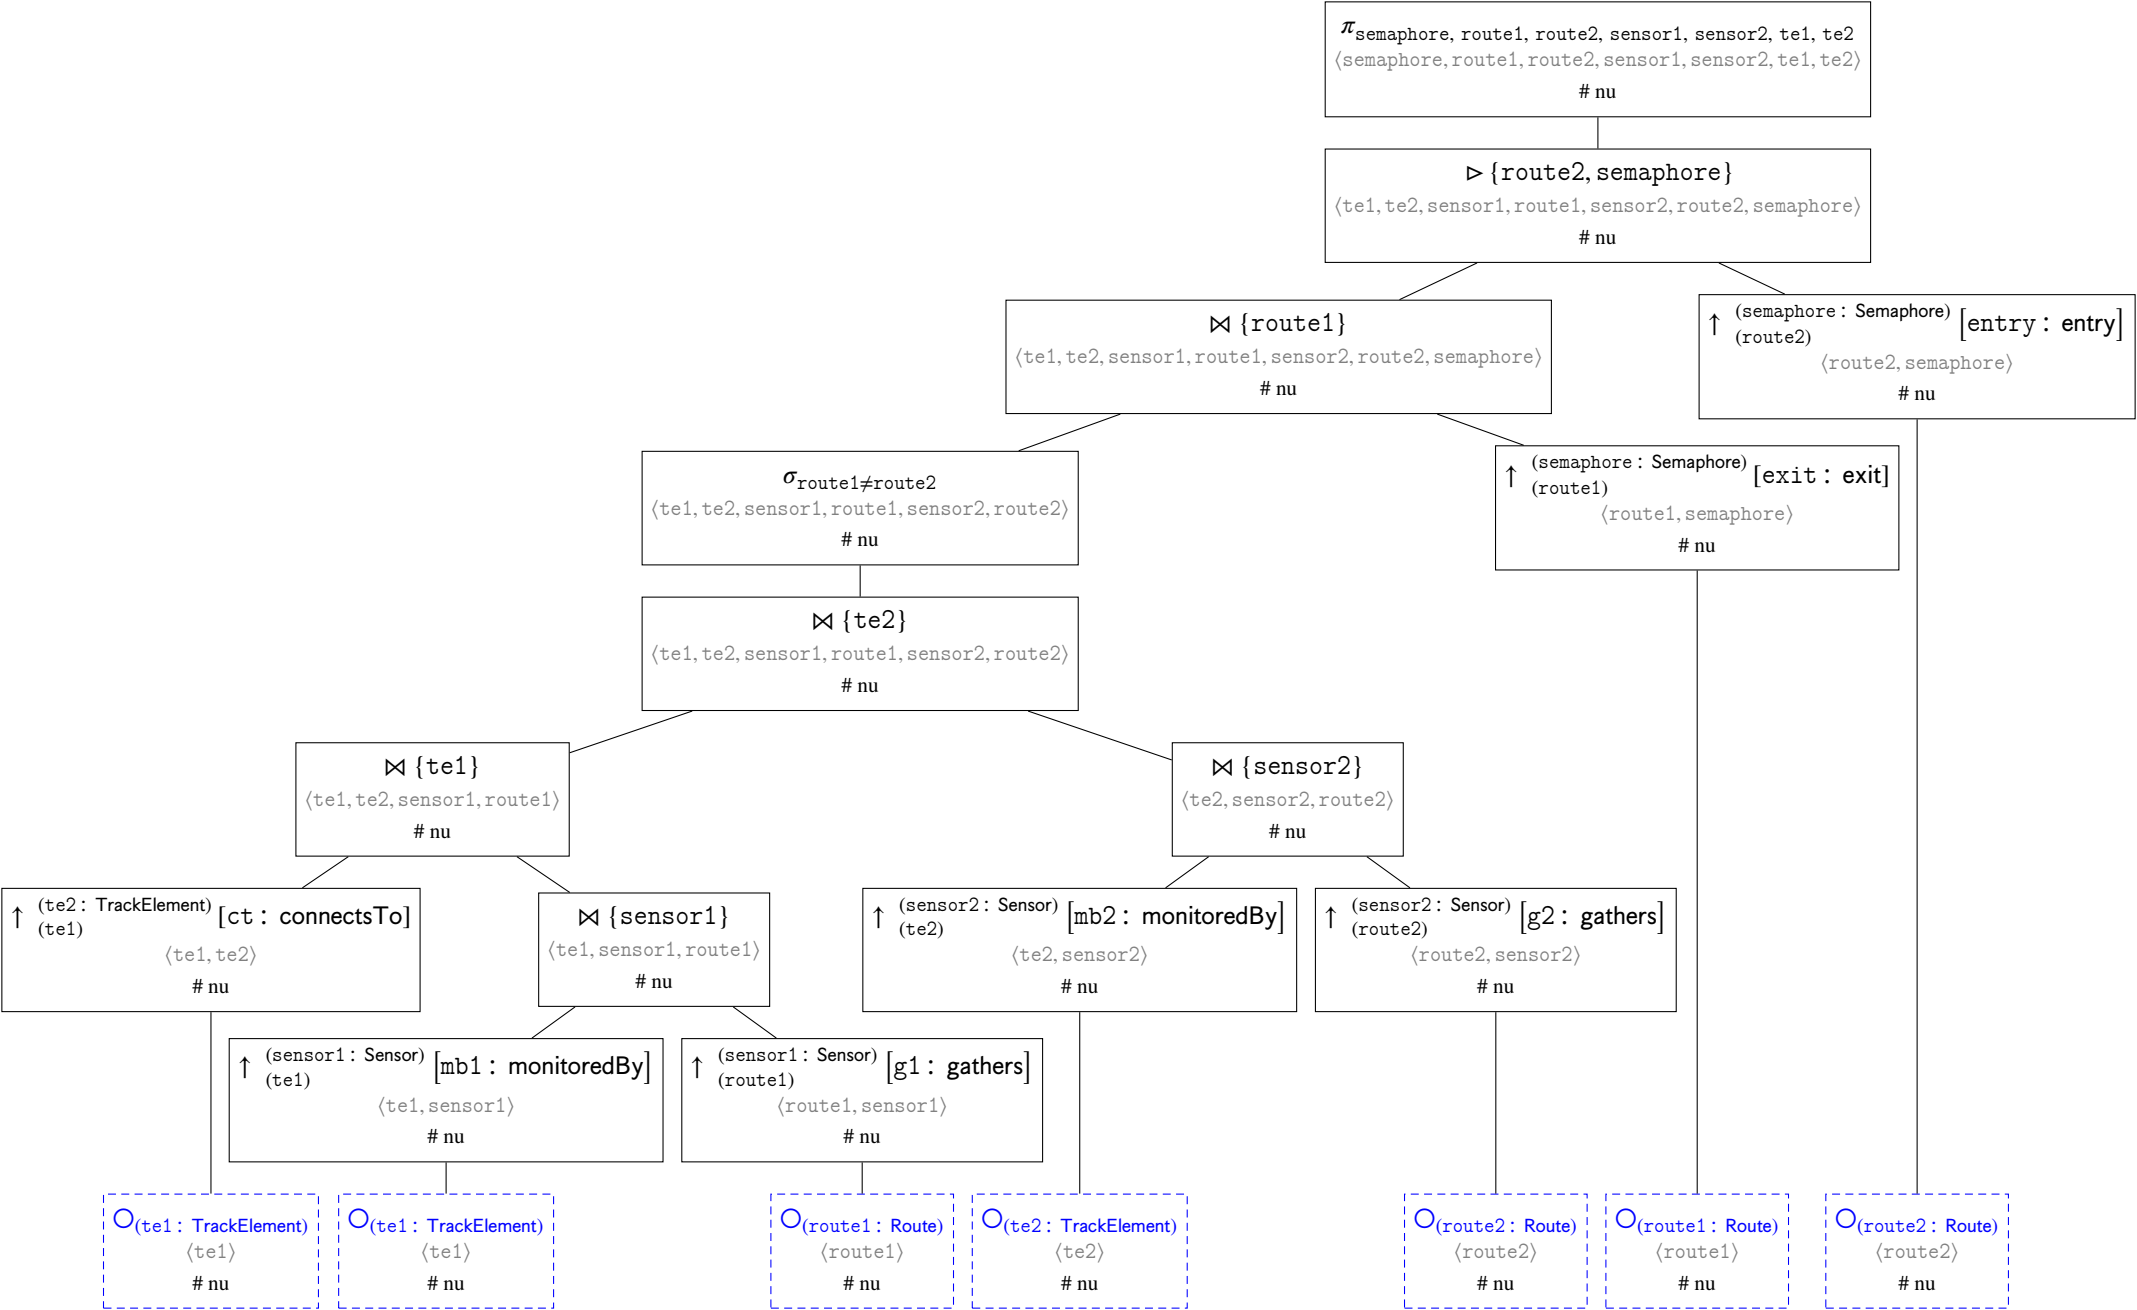 π semaphore, route1, route2, sensor1, sensor2, te1, te2
⟨semaphore, route1, route2, sensor1, sensor2, te1, te2⟩
# nu
▷ {route2, semaphore}
⟨te1, te2, sensor1, route1, sensor2, route2, semaphore⟩
# nu
⋈ {route1}
⟨te1, te2, sensor1, route1, sensor2, route2, semaphore⟩
# nu
↑ (semaphore: Semaphore) (route2) [entry: entry]
⟨route2, semaphore⟩
# nu
σ route1≠route2
⟨te1, te2, sensor1, route1, sensor2, route2⟩
# nu
↑ (semaphore: Semaphore) (route1) [exit: exit]
⟨route1, semaphore⟩
# nu
⋈ {te2}
⟨te1, te2, sensor1, route1, sensor2, route2⟩
# nu
⋈ {te1}
⟨te1, te2, sensor1, route1⟩
# nu
⋈ {sensor2}
⟨te2, sensor2, route2⟩
# nu
↑ (te2: TrackElement) (te1) [ct: connectsTo]
⟨te1, te2⟩
# nu
⋈ {sensor1}
⟨te1, sensor1, route1⟩
# nu
↑ (sensor2: Sensor) (te2) [mb2: monitoredBy]
⟨te2, sensor2⟩
# nu
↑ (sensor2: Sensor) (route2) [g2: gathers]
⟨route2, sensor2⟩
# nu
↑ (sensor1: Sensor) (te1) [mb1: monitoredBy]
⟨te1, sensor1⟩
# nu
↑ (sensor1: Sensor) (route1) [g1: gathers]
⟨route1, sensor1⟩
# nu
○(te1: TrackElement)
⟨te1⟩
# nu
○(te1: TrackElement)
⟨te1⟩
# nu
○(route1: Route)
⟨route1⟩
# nu
○(te2: TrackElement)
⟨te2⟩
# nu
○(route2: Route)
⟨route2⟩
# nu
○(route1: Route)
⟨route1⟩
# nu
○(route2: Route)
⟨route2⟩
# nu